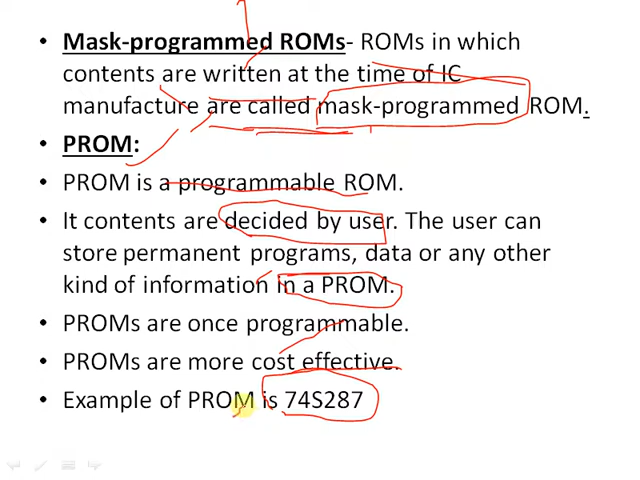 • Mask-programmed ROMs- ROMs in which
contents are written at the time of IC
manufacture are called mask-programmed ROM.
• PROM:
• PROM is a programmable ROM.
• It contents are decided by user. The user can
store permanent programs, data or any other
kind of information in a PROM.
• PROMs are once programmable.
• PROMs are more cost effective.
• Example of PROM is 74S287